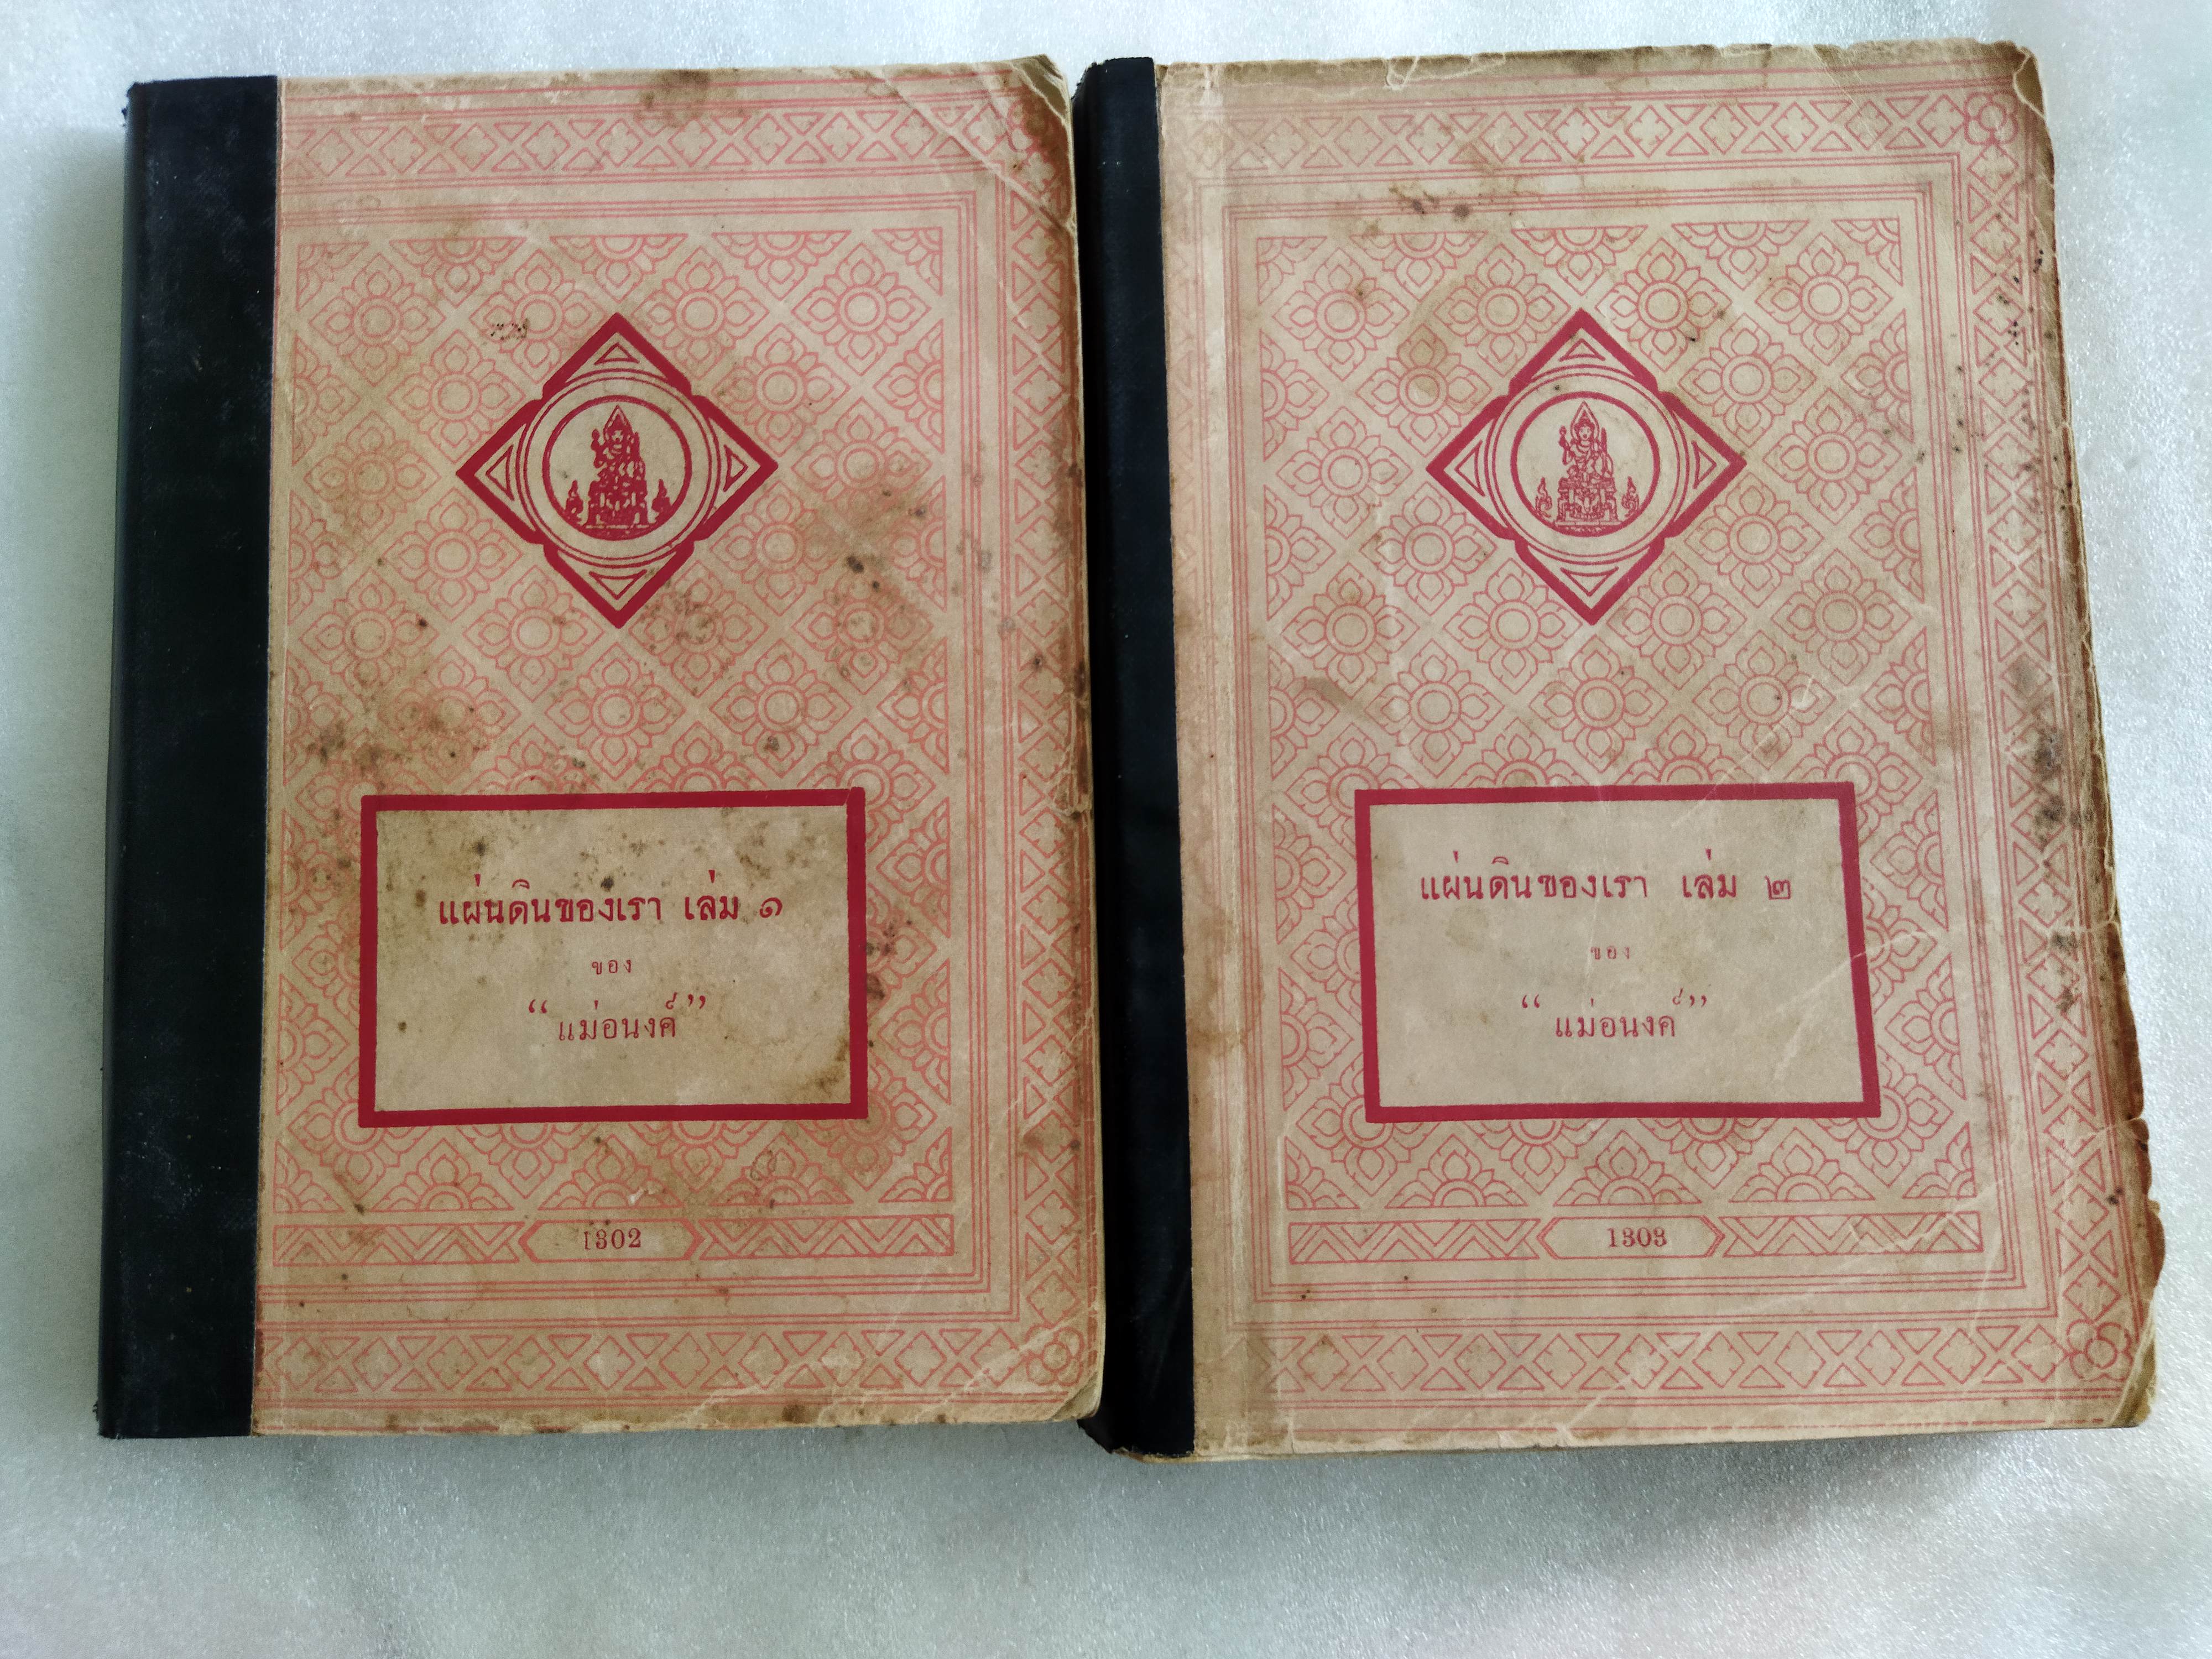 แผ่นดินของเรา เล่ม ๑
ของ
“แม่อนงค์”
1302
แผ่นดินของเรา เล่ม ๒
ของ
“แม่อนงค์”
1303